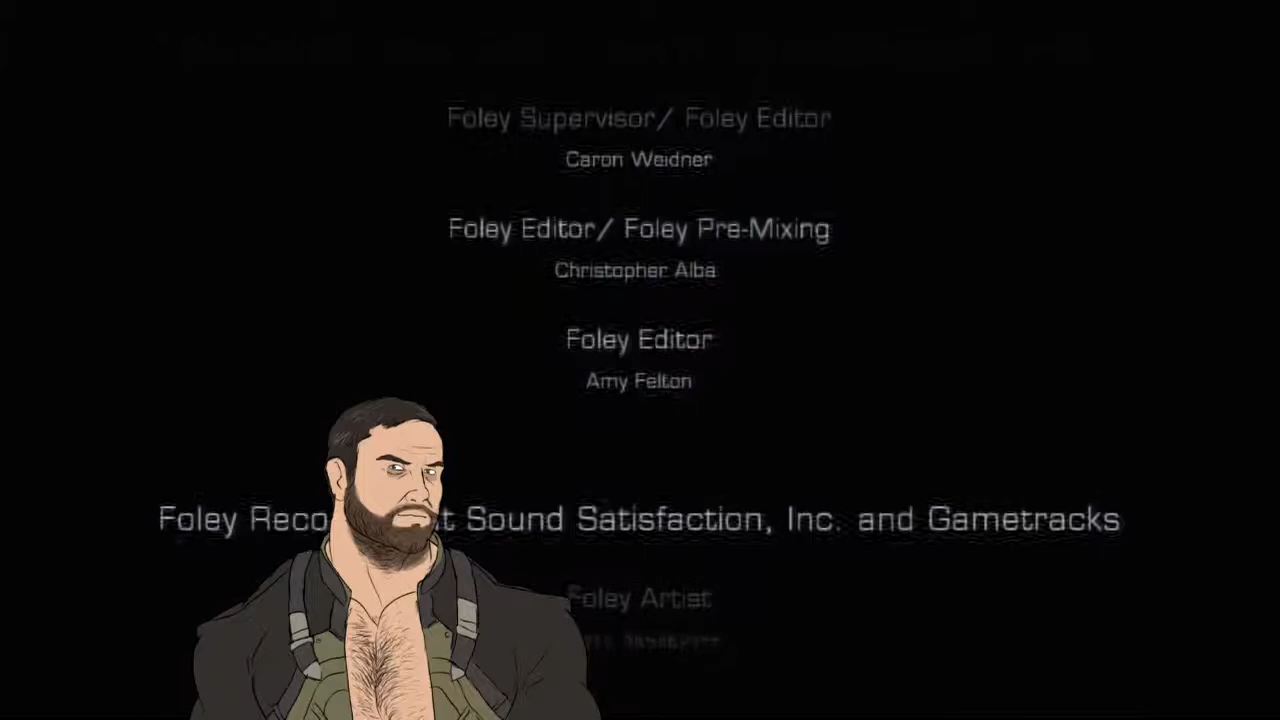 Foley Supervisor/ Foley Editor
Caron Weidner
Foley Editor/ Foley Pre-Mixing
Christopher Alba
Foley Editor
Amy Felton
Foley Reco t Sound Satisfaction, Inc. and Gametracks
Foley Artist